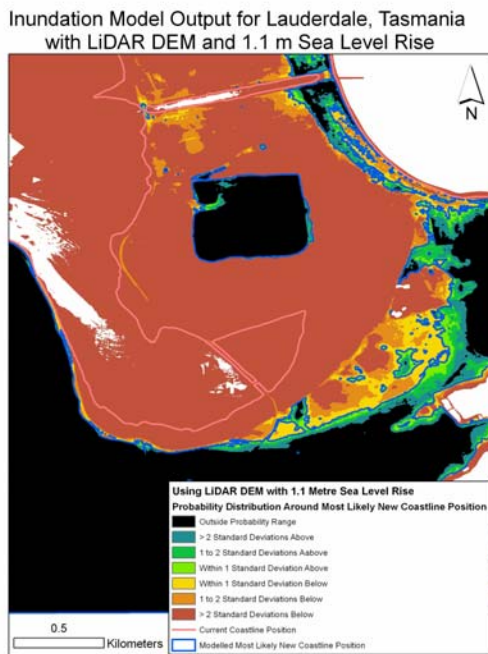 Inundation Model Output for Lauderdale, Tasmania
with LiDAR DEM and 1.1 m Sea Level Rise
N
Using LiDAR DEM with 1.1 Metre Sea Level Rise
Probability Distribution Around Most Likely New Coastline Position
Outside Probability Range
> 2 Standard Deviations Above
1 to 2 Standard Deviations Aabove
Within 1 Standard Deviation Above
Within 1 Standard Deviation Below
1 to 2 Standard Deviations Below
> 2 Standard Deviations Below
Current Coastline Position
Modelled Most Likely New Coastline Position
0.5
Kilometers